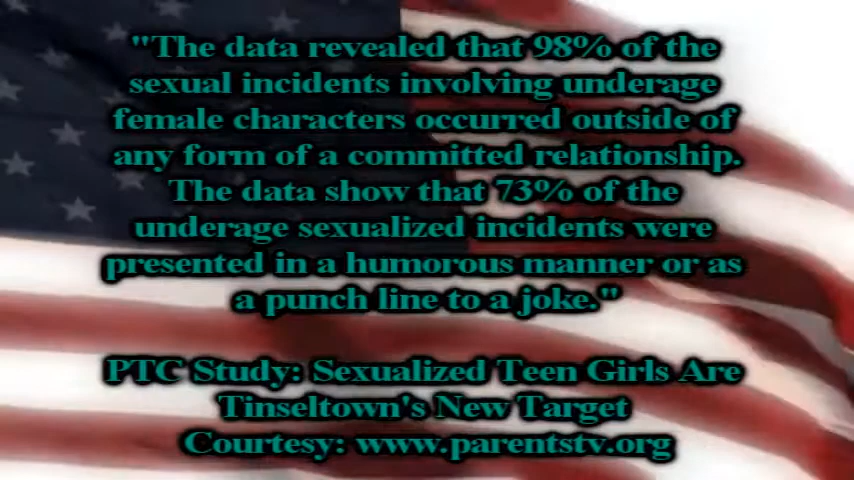 "The data revealed that 98% of the
sexual incidents involving underage
female characters occurred outside of
any form of a committed relationship.
The data show that 73% of the
underage sexualized incidents were
presented in a humorous manner or as
a punch line to a joke."
PTC Study: Sexualized Teen Girls Are
Tinseltown's New Target
Courtesy: www.parentstv.org